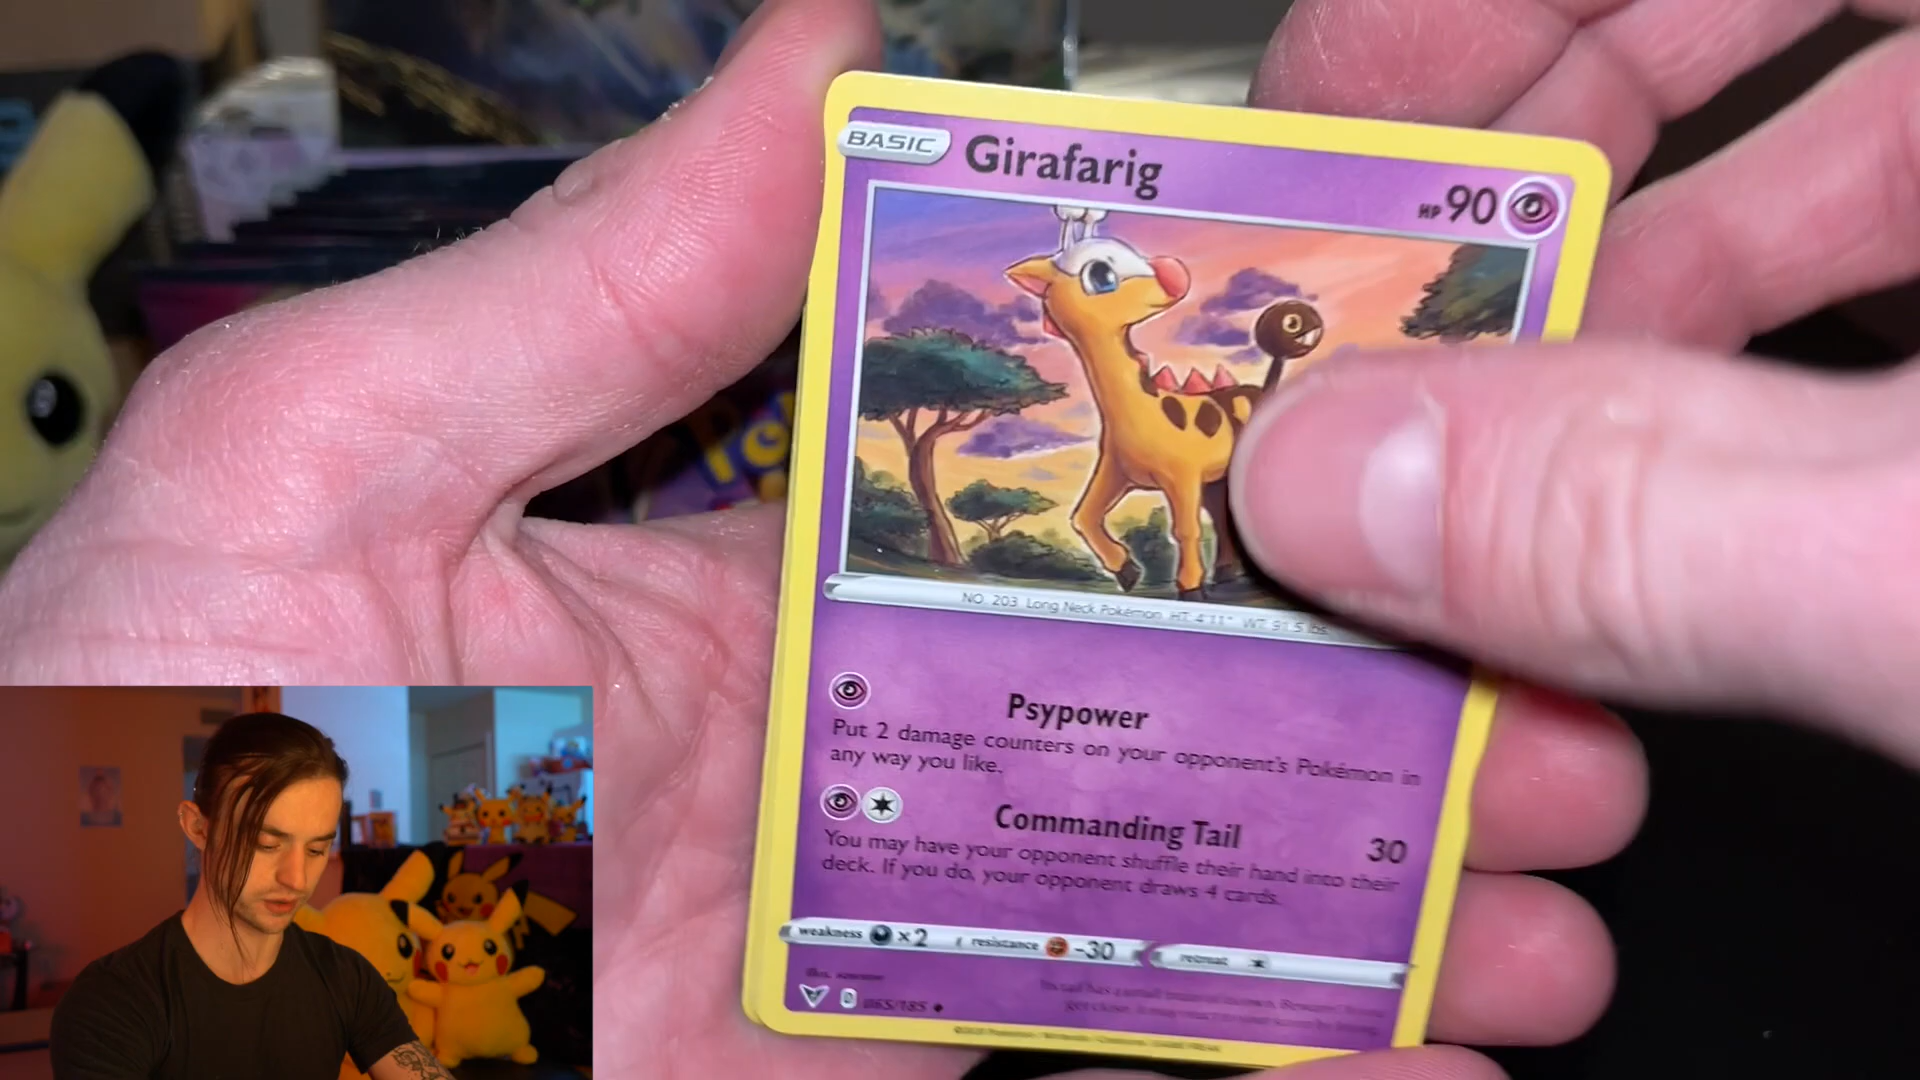 BASIC Girafarig HP 90
NO. 203 Long Neck Pokémon HT: 4'11" WT: 91.5 lbs.
Psypower
Put 2 damage counters on your opponent's Pokémon in
any way you like.
Commanding Tail 30
You may have your opponent shuffle their hand into their
deck. If you do, your opponent draws 4 cards.
weakness ×2 resistance -30 retreat
D 065/185